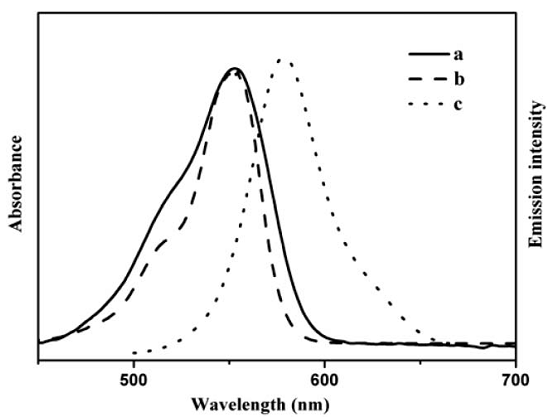 a
b
c
Absorbance
Emission intensity
500
600
700
Wavelength (nm)